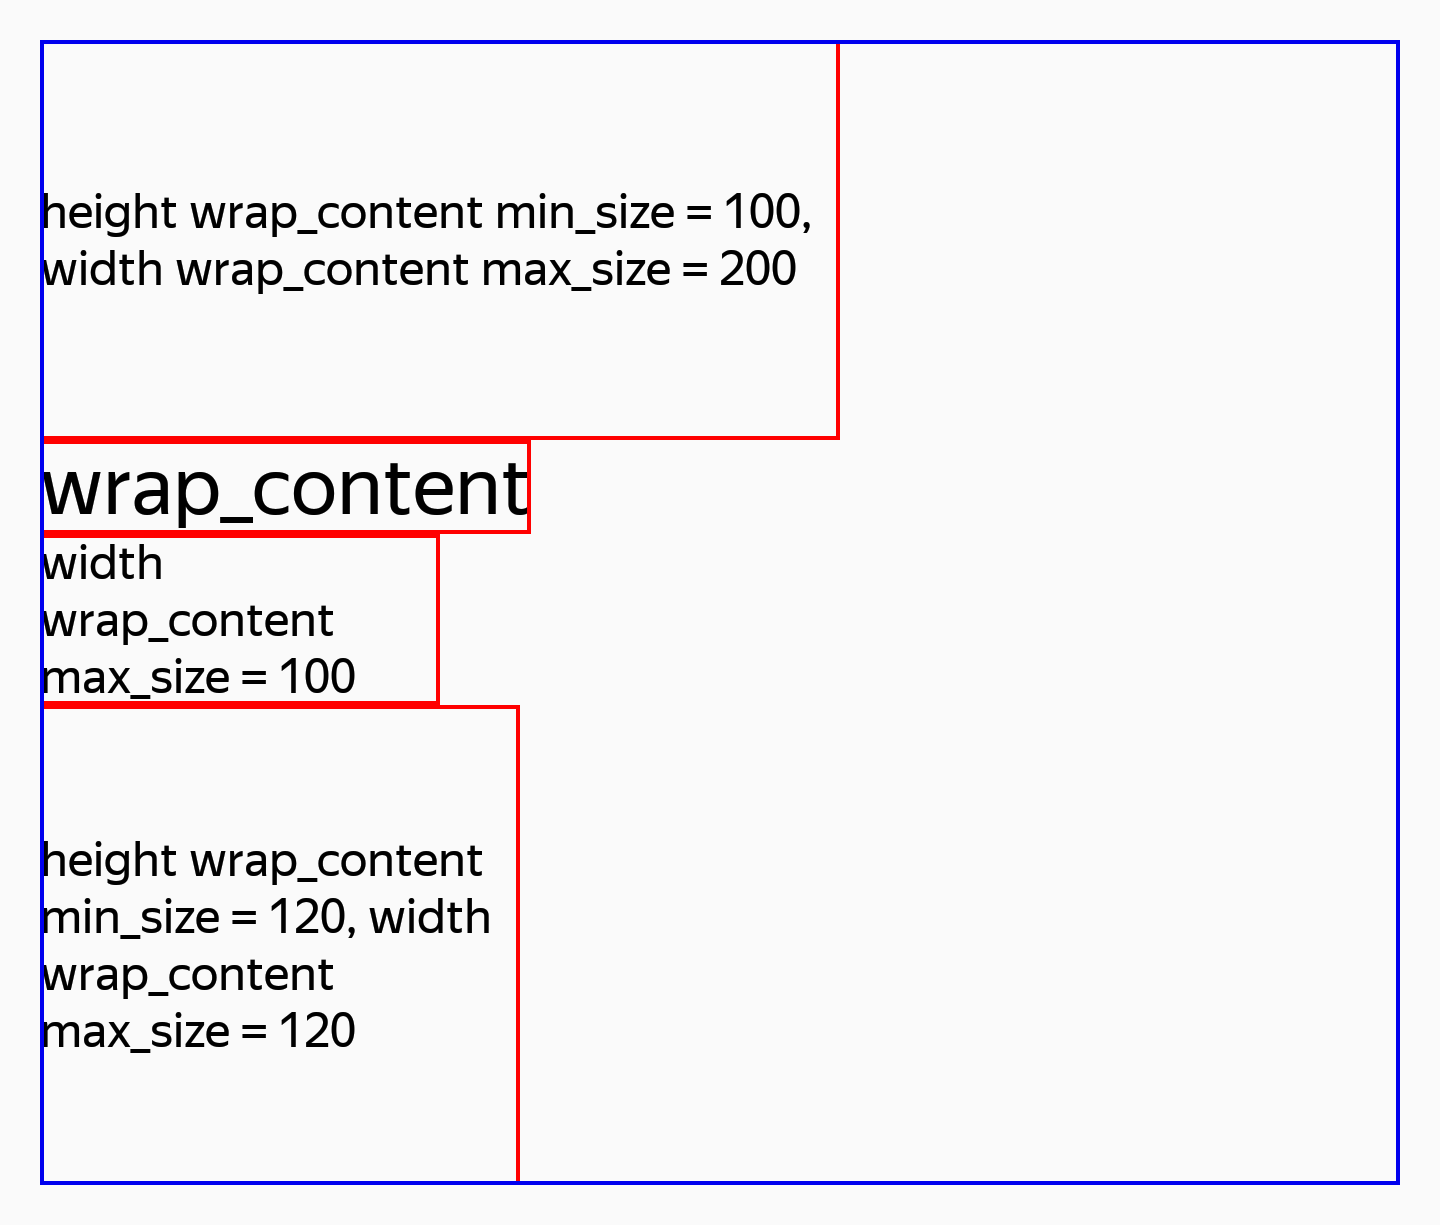 height wrap_content min_size = 100,
width wrap_content max_size = 200
wrap_content
width
wrap_content
max_size = 100
height wrap_content
min_size = 120, width
wrap_content
max_size = 120